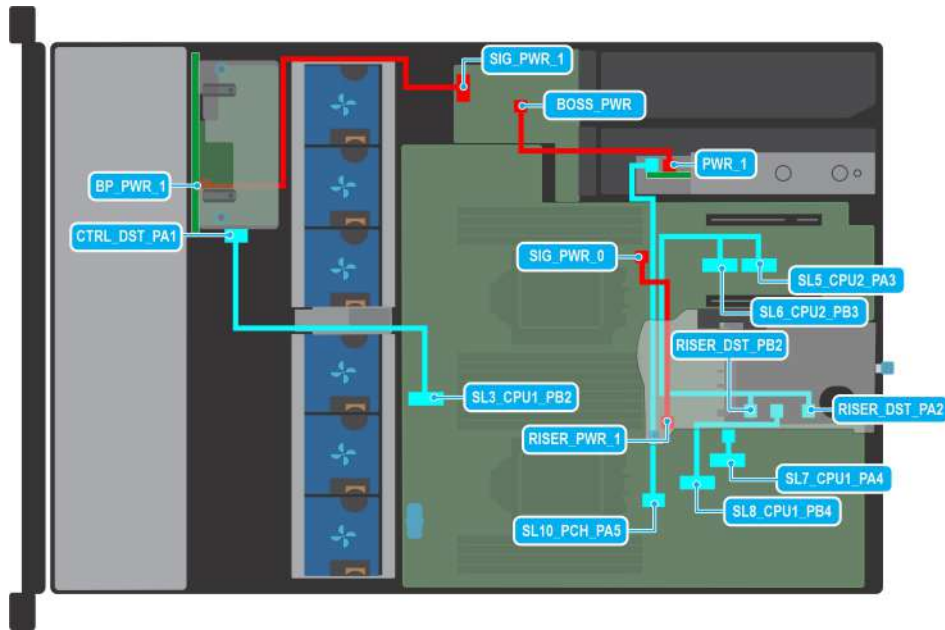 SIG_PWR_1
BOSS_PWR
PWR_1
BP_PWR_1
CTRL_DST_PA1
SIG_PWR_0
SL5_CPU2_PA3
SL6_CPU2_PB3
RISER_DST_PB2
SL3_CPU1_PB2
RISER_DST_PA2
RISER_PWR_1
SL7_CPU1_PA4
SL8_CPU1_PB4
SL10_PCH_PA5